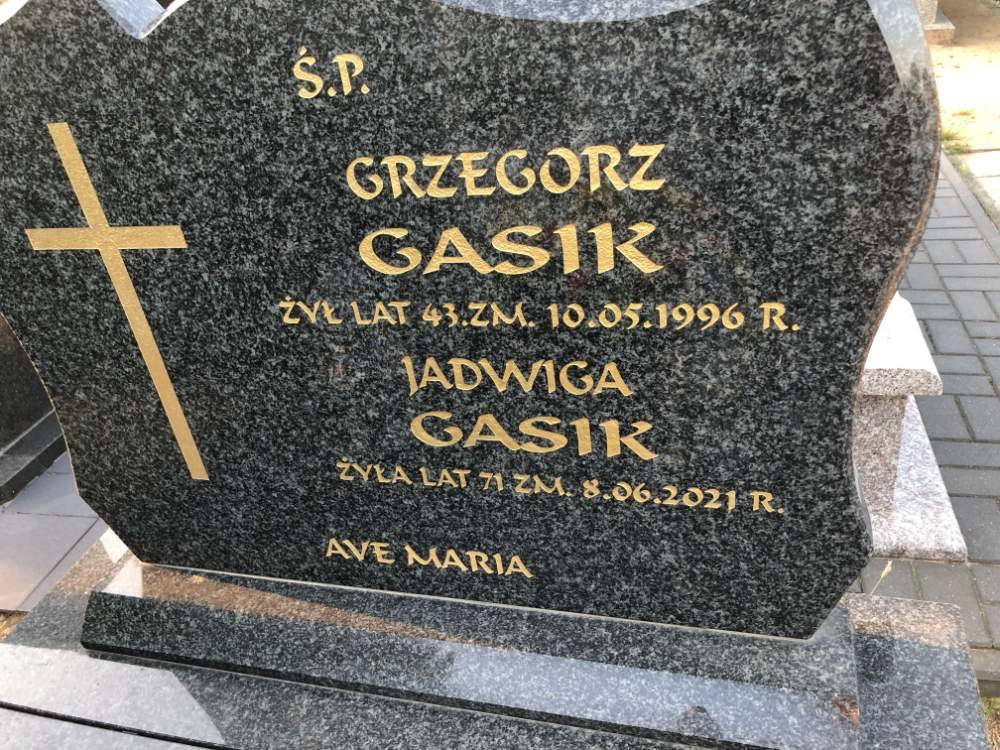 Ś.P.
GRZEGORZ
GASIK
ŻYŁ LAT 43.ZM. 10.05.1996 R.
JADWIGA
GASIK
ŻYŁA LAT 71 ZM. 8.06.2021 R.
AVE MARIA